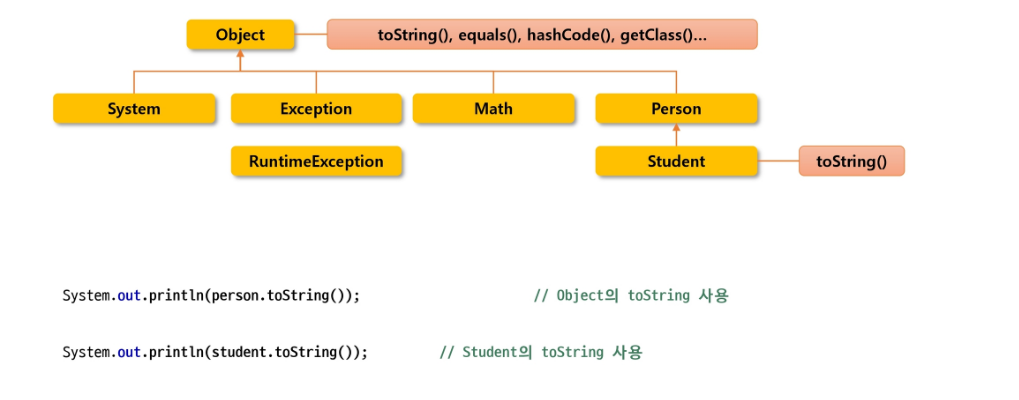 Object
toString(), equals(), hashCode(), getClass()...
System
Exception
Math
Person
RuntimeException
Student
toString()
System.out.println(person.toString()); // Object의 toString 사용
System.out.println(student.toString()); // Student의 toString 사용